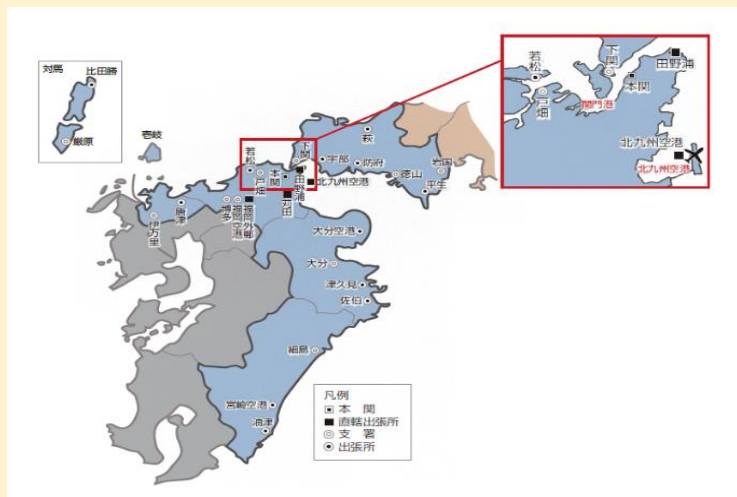 対馬
比田勝
厳原
壱岐
若松
戸畑
本関
下関
田野浦
北九州空港
苅田
宇部
萩
防府
徳山
岩国
平生
伊万里
唐津
博多
福岡空港
福岡外郵
大分空港
大分
津久見
佐伯
細島
宮崎空港
油津
凡例
本関
直轄出張所
支署
出張所
若松
戸畑
下関
関門港
本関
田野浦
北九州空港
北九州空港